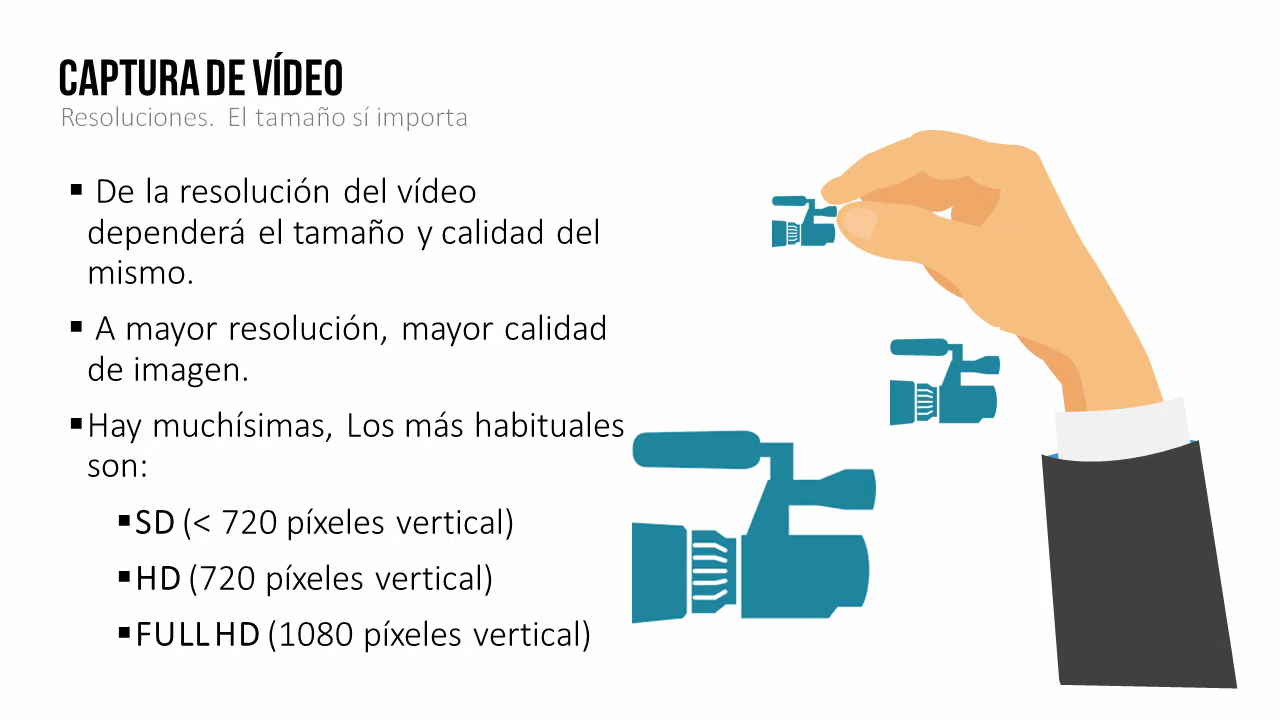 CAPTURA DE VÍDEO
Resoluciones. El tamaño sí importa
▪ De la resolución del vídeo
dependerá el tamaño y calidad del
mismo.
▪ A mayor resolución, mayor calidad
de imagen.
▪Hay muchísimas, Los más habituales
son:
▪SD (< 720 píxeles vertical)
▪HD (720 píxeles vertical)
▪FULL HD (1080 píxeles vertical)